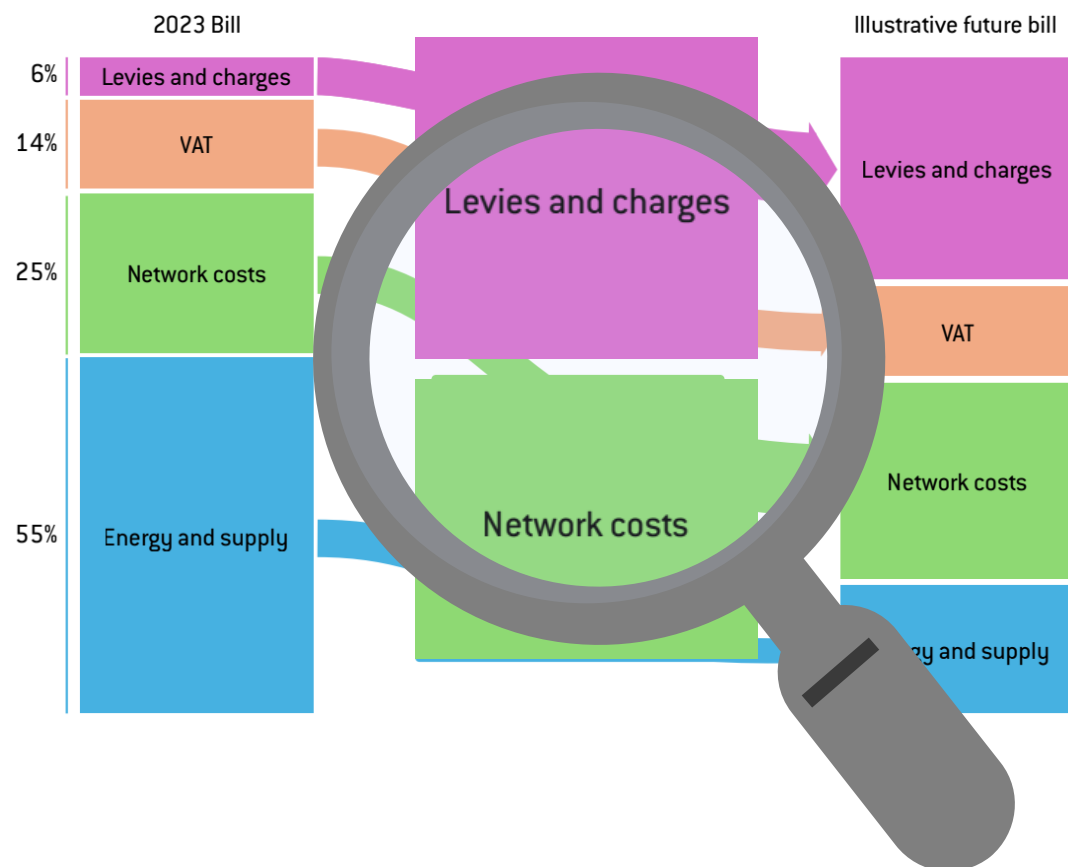 2023 Bill
Illustrative future bill
6%
Levies and charges
14%
VAT
25%
Network costs
55%
Energy and supply
Levies and charges
Network costs
Levies and charges
VAT
Network costs
gy and supply